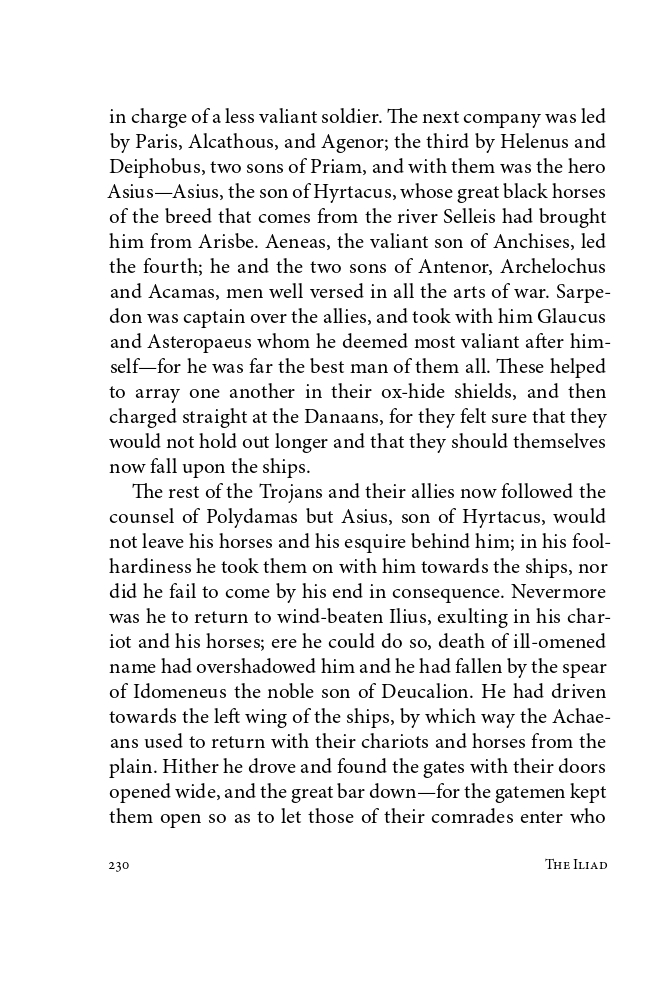 in charge of a less valiant soldier. The next company was led
by Paris, Alcathous, and Agenor; the third by Helenus and
Deiphobus, two sons of Priam, and with them was the hero
Asius—Asius, the son of Hyrtacus, whose great black horses
of the breed that comes from the river Selleis had brought
him from Arisbe. Aeneas, the valiant son of Anchises, led
the fourth; he and the two sons of Antenor, Archelochus
and Acamas, men well versed in all the arts of war. Sarpe-
don was captain over the allies, and took with him Glaucus
and Asteropaeus whom he deemed most valiant after him-
self—for he was far the best man of them all. These helped
to array one another in their ox-hide shields, and then
charged straight at the Danaans, for they felt sure that they
would not hold out longer and that they should themselves
now fall upon the ships.
The rest of the Trojans and their allies now followed the
counsel of Polydamas but Asius, son of Hyrtacus, would
not leave his horses and his esquire behind him; in his fool-
hardiness he took them on with him towards the ships, nor
did he fail to come by his end in consequence. Nevermore
was he to return to wind-beaten Ilius, exulting in his char-
iot and his horses; ere he could do so, death of ill-omened
name had overshadowed him and he had fallen by the spear
of Idomeneus the noble son of Deucalion. He had driven
towards the left wing of the ships, by which way the Achae-
ans used to return with their chariots and horses from the
plain. Hither he drove and found the gates with their doors
opened wide, and the great bar down—for the gatemen kept
them open so as to let those of their comrades enter who
230 The Iliad